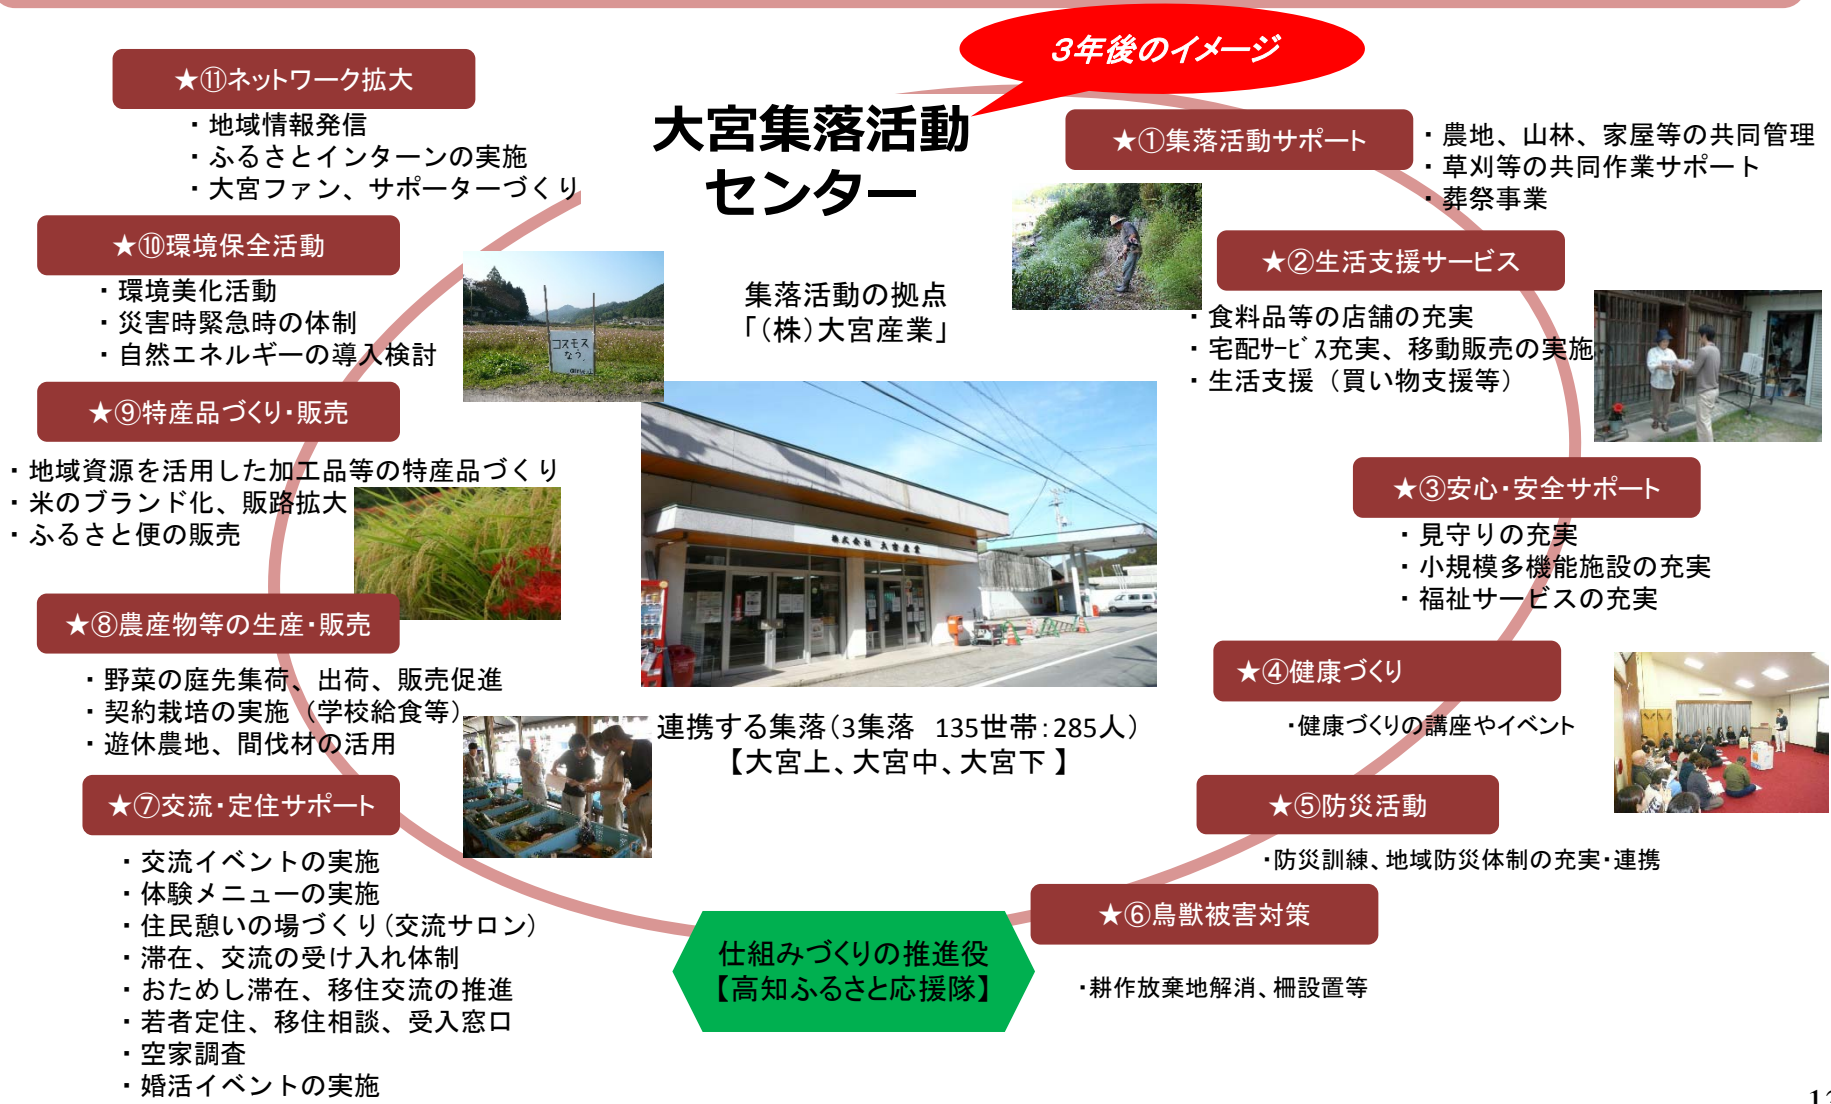 3年後のイメージ
大宮集落活動
センター
集落活動の拠点
「(株)大宮産業」
株式会社 大宮産業
連携する集落(3集落 135世帯:285人)
【大宮上、大宮中、大宮下 】
仕組みづくりの推進役
【高知ふるさと応援隊】
★①集落活動サポート
・農地、山林、家屋等の共同管理
・草刈等の共同作業サポート
・葬祭事業
★②生活支援サービス
・食料品等の店舗の充実
・宅配ｻｰﾋﾞｽ充実、移動販売の実施
・生活支援(買い物支援等)
★③安心・安全サポート
・見守りの充実
・小規模多機能施設の充実
・福祉サービスの充実
★④健康づくり
・健康づくりの講座やイベント
★⑤防災活動
・防災訓練、地域防災体制の充実・連携
★⑥鳥獣被害対策
・耕作放棄地解消、柵設置等
★⑦交流・定住サポート
・交流イベントの実施
・体験メニューの実施
・住民憩いの場づくり(交流サロン)
・滞在、交流の受け入れ体制
・おためし滞在、移住交流の推進
・若者定住、移住相談、受入窓口
・空家調査
・婚活イベントの実施
★⑧農産物等の生産・販売
・野菜の庭先集荷、出荷、販売促進
・契約栽培の実施(学校給食等)
・遊休農地、間伐材の活用
★⑨特産品づくり・販売
・地域資源を活用した加工品等の特産品づくり
・米のブランド化、販路拡大
・ふるさと便の販売
★⑩環境保全活動
・環境美化活動
・災害時緊急時の体制
・自然エネルギーの導入検討
コスモス
なう。
★⑪ネットワーク拡大
・地域情報発信
・ふるさとインターンの実施
・大宮ファン、サポーターづくり